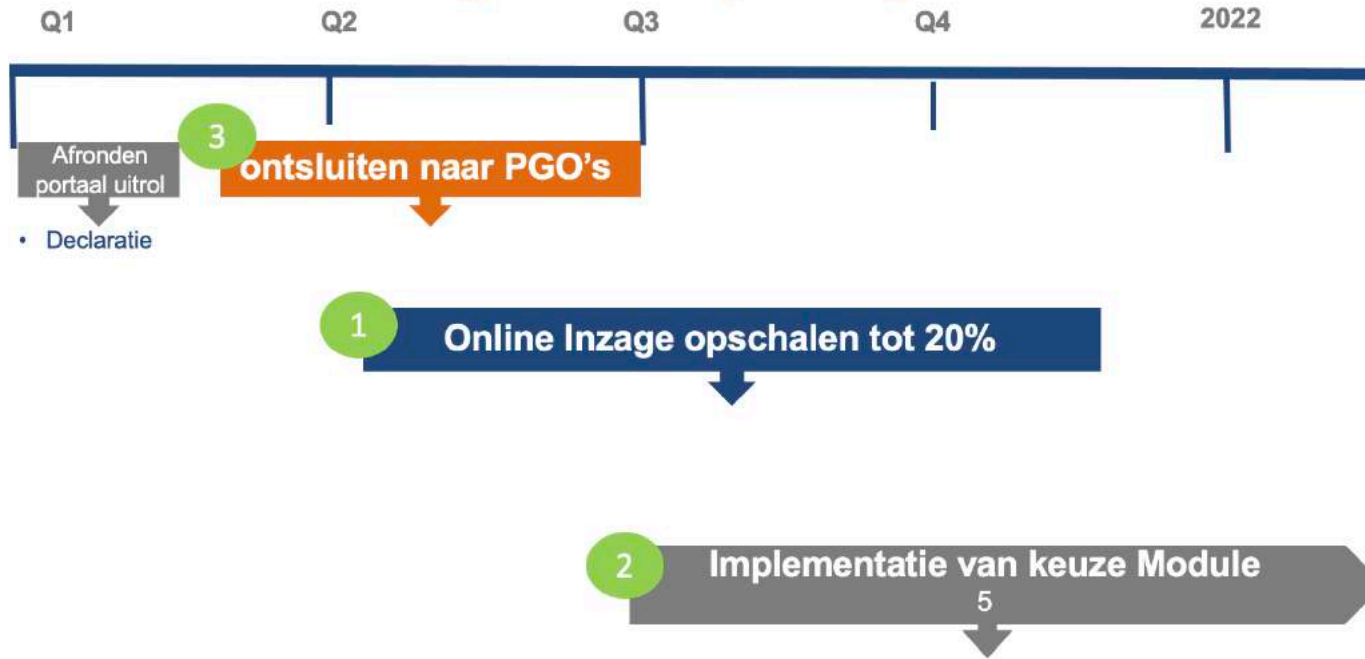 Q1 Q2 Q3 Q4 2022
3
Afronden
portaal uitrol
ontsluiten naar PGO's
• Declaratie
1
Online Inzage opschalen tot 20%
2
Implementatie van keuze Module
5